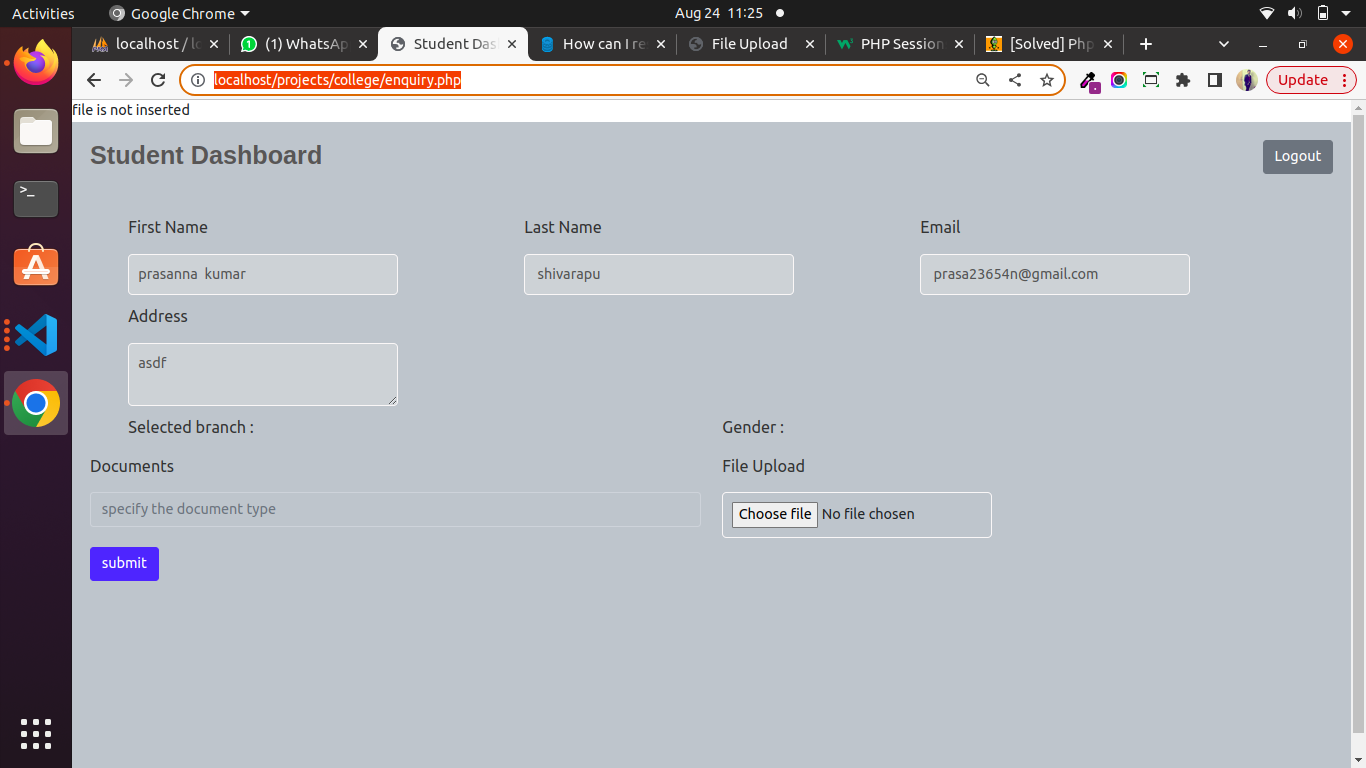 Activities Google Chrome Aug 24 11:25
localhost / lo (1) WhatsAp Student Das How can I re File Upload PHP Session [Solved] Php
localhost/projects/college/enquiry.php Update
file is not inserted
Student Dashboard Logout
First Name Last Name Email
prasanna kumar shivarapu prasa23654n@gmail.com
Address
asdf
Selected branch : Gender :
Documents File Upload
specify the document type Choose file No file chosen
submit